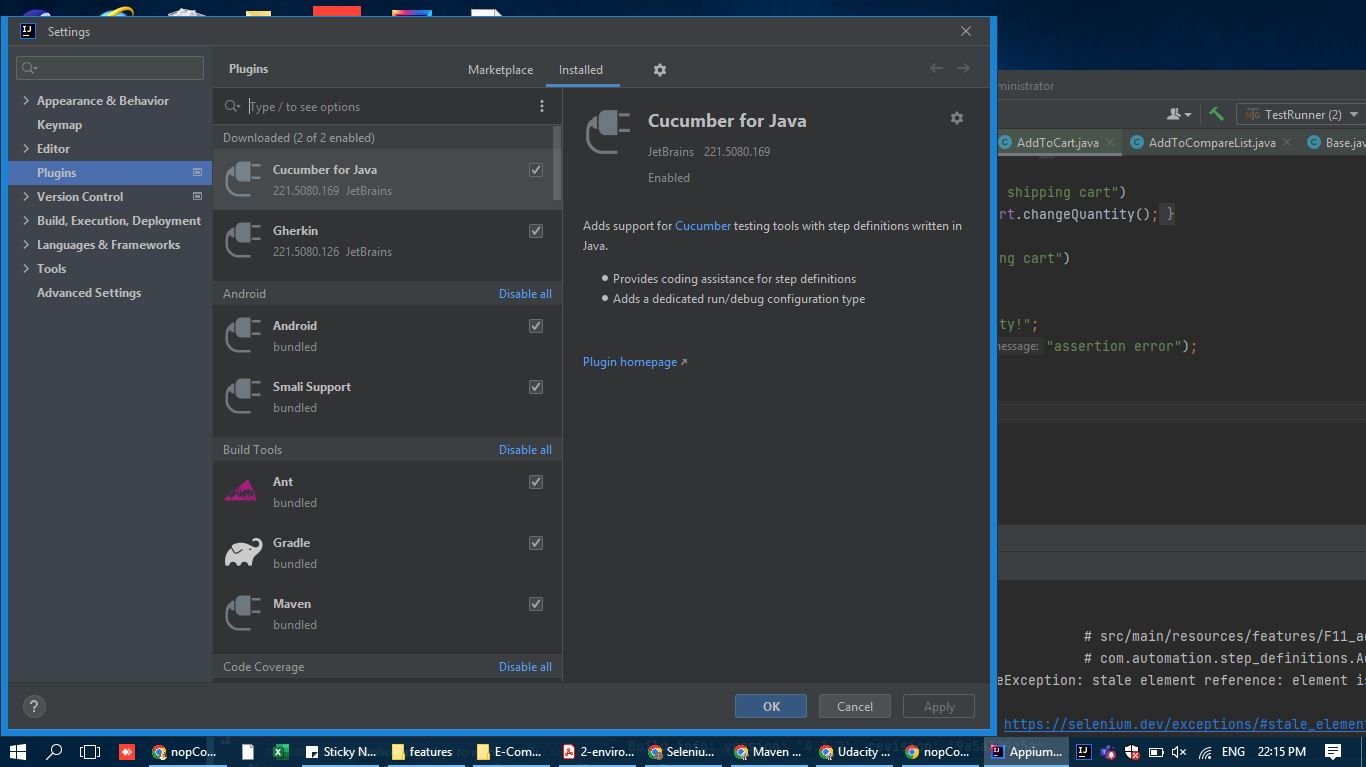 Settings
Appearance & Behavior
Keymap
Editor
Plugins
Version Control
Build, Execution, Deployment
Languages & Frameworks
Tools
Advanced Settings
Plugins
Marketplace
Installed
Type / to see options
Downloaded (2 of 2 enabled)
Cucumber for Java
221.5080.169 JetBrains
Gherkin
221.5080.126 JetBrains
Android
Disable all
Android
bundled
Smali Support
bundled
Build Tools
Disable all
Ant
bundled
Gradle
bundled
Maven
bundled
Code Coverage
Disable all
Cucumber for Java
JetBrains 221.5080.169
Enabled
Adds support for Cucumber testing tools with step definitions written in
Java.
Provides coding assistance for step definitions
Adds a dedicated run/debug configuration type
Plugin homepage ↗
?
OK
Cancel
Apply
ministrator
TestRunner (2)
AddToCart.java
AddToCompareList.java
Base.jav
shipping cart")
rt.changeQuantity(); }
ng cart")
ty!";
message: "assertion error");
# src/main/resources/features/F11_a
# com.automation.step_definitions.A
eException: stale element reference: element is
https://selenium.dev/exceptions/#stale_element
nopCo...
Sticky N...
features
E-Com...
2-enviro...
Seleniu...
Maven ...
Udacity ...
nopCo...
Appium...
ENG
22:15 PM